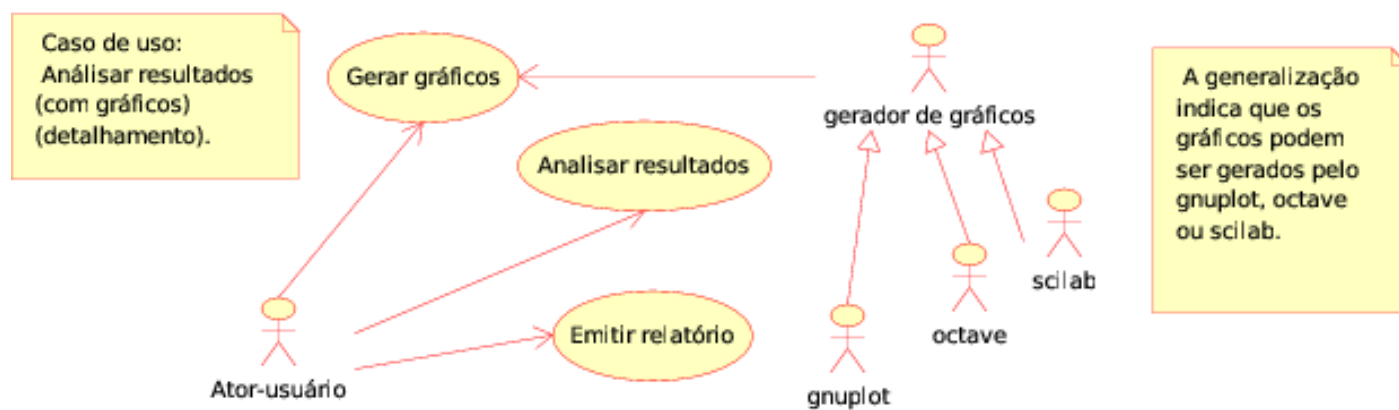 Caso de uso:
Análisar resultados
(com gráficos)
(detalhamento).
Gerar gráficos
gerador de gráficos
Analisar resultados
Emitir relatório
Ator-usuário
gnuplot
octave
scilab
A generalização
indica que os
gráficos podem
ser gerados pelo
gnuplot, octave
ou scilab.